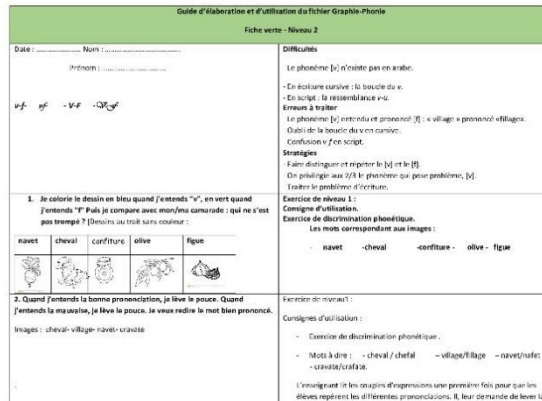 Guide d'élaboration et d'utilisation du fichier Graphie-Phonie
Fiche verte - Niveau 2
Date : .................... Nom : ................................
Prénom : ............................
v-f- vf - V-F
Difficultés
Le phonème [v] n'existe pas en arabe.
- En écriture cursive : la boucle du v.
- En script : la ressemblance v-u.
Erreurs à traiter
Le phonème [v] entendu et prononcé [f] : « village » prononcé «fillage».
Oubli de la boucle du v en cursive.
Confusion v f en script.
Stratégies
- Faire distinguer et répéter le [v] et le [f].
On privilégie aux 2/3 le phonème qui pose problème, [v].
Traiter le problème d'écriture.
1. Je colorie le dessin en bleu quand j'entends "v", en vert quand
j'entends "f" Puis je compare avec mon/ma camarade : qui ne s'est
pas trompé ? (Dessins au trait sans couleur :
navet cheval confiture olive figue
Exercice de niveau 1 :
Consigne d'utilisation.
Exercice de discrimination phonétique.
Les mots correspondant aux images :
- navet -cheval -confiture - olive - figue
2. Quand j'entends la bonne prononciation, je lève le pouce. Quand
j'entends la mauvaise, je lève le pouce. Je veux redire le mot bien prononcé.
Images : cheval- village- navet- cravate
Exercice de niveau1 :
Consignes d'utilisation :
- Exercice de discrimination phonétique.
- Mots à dire : - cheval / chefal – village/fillage – navet/nafet
- cravate/crafate.
L'enseignant lit les couples d'expressions une première fois pour que les
élèves repèrent les différentes prononciations. Il, leur demande de lever la